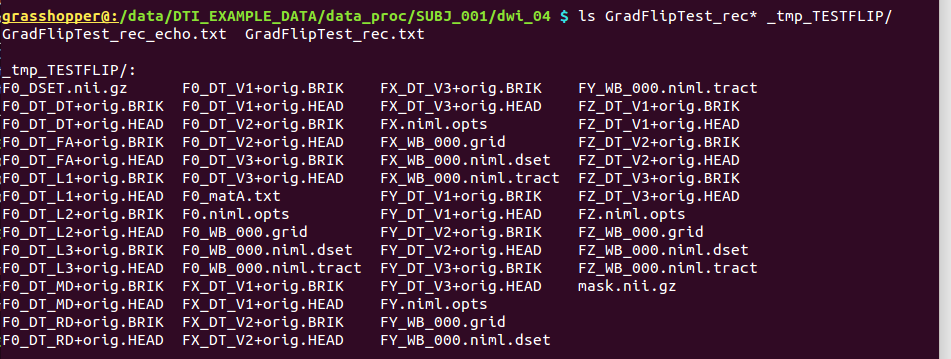 grasshopper@:/data/DTI_EXAMPLE_DATA/data_proc/SUBJ_001/dwi_04 $ ls GradFlipTest_rec* _tmp_TESTFLIP/
GradFlipTest_rec_echo.txt  GradFlipTest_rec.txt
_tmp_TESTFLIP/:
F0_DSET.nii.gz     F0_DT_V1+orig.BRIK    FX_DT_V3+orig.BRIK    FY_WB_000.niml.tract
F0_DT_DT+orig.BRIK  F0_DT_V1+orig.HEAD    FX_DT_V3+orig.HEAD    FZ_DT_V1+orig.BRIK
F0_DT_DT+orig.HEAD  F0_DT_V2+orig.BRIK    FX.niml.opts          FZ_DT_V1+orig.HEAD
F0_DT_FA+orig.BRIK  F0_DT_V2+orig.HEAD    FX_WB_000.grid        FZ_DT_V2+orig.BRIK
F0_DT_FA+orig.HEAD  F0_DT_V3+orig.BRIK    FX_WB_000.niml.dset   FZ_DT_V2+orig.HEAD
F0_DT_L1+orig.BRIK  F0_DT_V3+orig.HEAD    FX_WB_000.niml.tract  FZ_DT_V3+orig.BRIK
F0_DT_L1+orig.HEAD  F0_matA.txt           FY_DT_V1+orig.BRIK    FZ_DT_V3+orig.HEAD
F0_DT_L2+orig.BRIK  F0.niml.opts          FY_DT_V1+orig.HEAD    FZ.niml.opts
F0_DT_L2+orig.HEAD  F0_WB_000.grid        FY_DT_V2+orig.BRIK    FZ_WB_000.grid
F0_DT_L3+orig.BRIK  F0_WB_000.niml.dset   FY_DT_V2+orig.HEAD    FZ_WB_000.niml.dset
F0_DT_L3+orig.HEAD  F0_WB_000.niml.tract  FY_DT_V3+orig.BRIK    FZ_WB_000.niml.tract
F0_DT_MD+orig.BRIK  FX_DT_V1+orig.BRIK    FY_DT_V3+orig.HEAD    mask.nii.gz
F0_DT_MD+orig.HEAD  FX_DT_V1+orig.HEAD    FY.niml.opts
F0_DT_RD+orig.BRIK  FX_DT_V2+orig.BRIK    FY_WB_000.grid
F0_DT_RD+orig.HEAD  FX_DT_V2+orig.HEAD    FY_WB_000.niml.dset